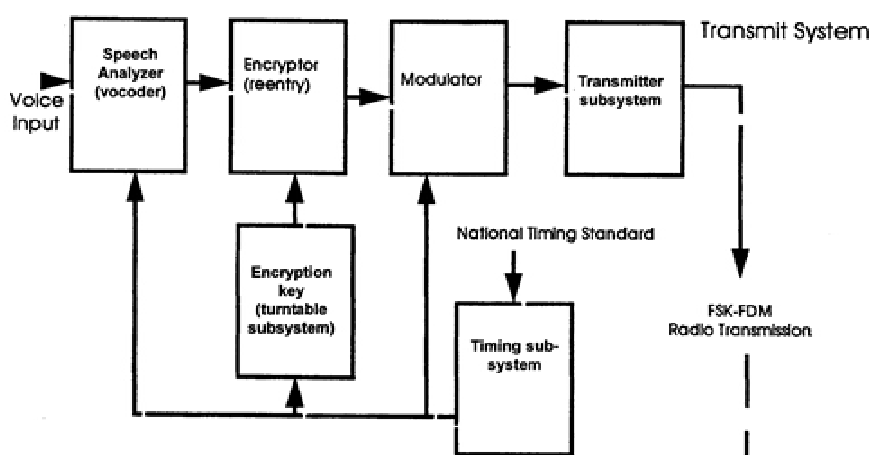 Transmit System
Speech
Analyzer
(vocoder)
Encryptor
(reentry)
Modulator
Transmitter
subsystem
Voice
Input
National Timing Standard
Encryption
key
(turntable
subsystem)
Timing sub-
system
FSK-FDM
Radio Transmission